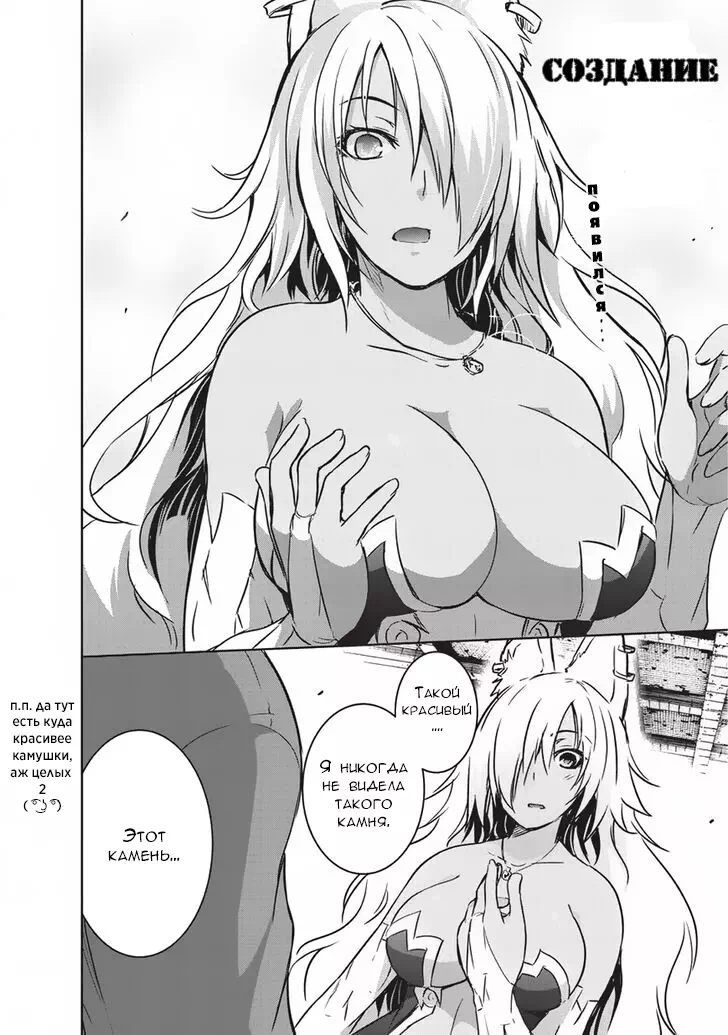 СОЗДАНИЕ
появился...
Такой
красивый
....
Я никогда
не видела
такого
камня.
Этот
камень...
п.п. да тут
есть куда
красивее
камушки,
аж целых
2
( ͡° ͜ʖ ͡°)